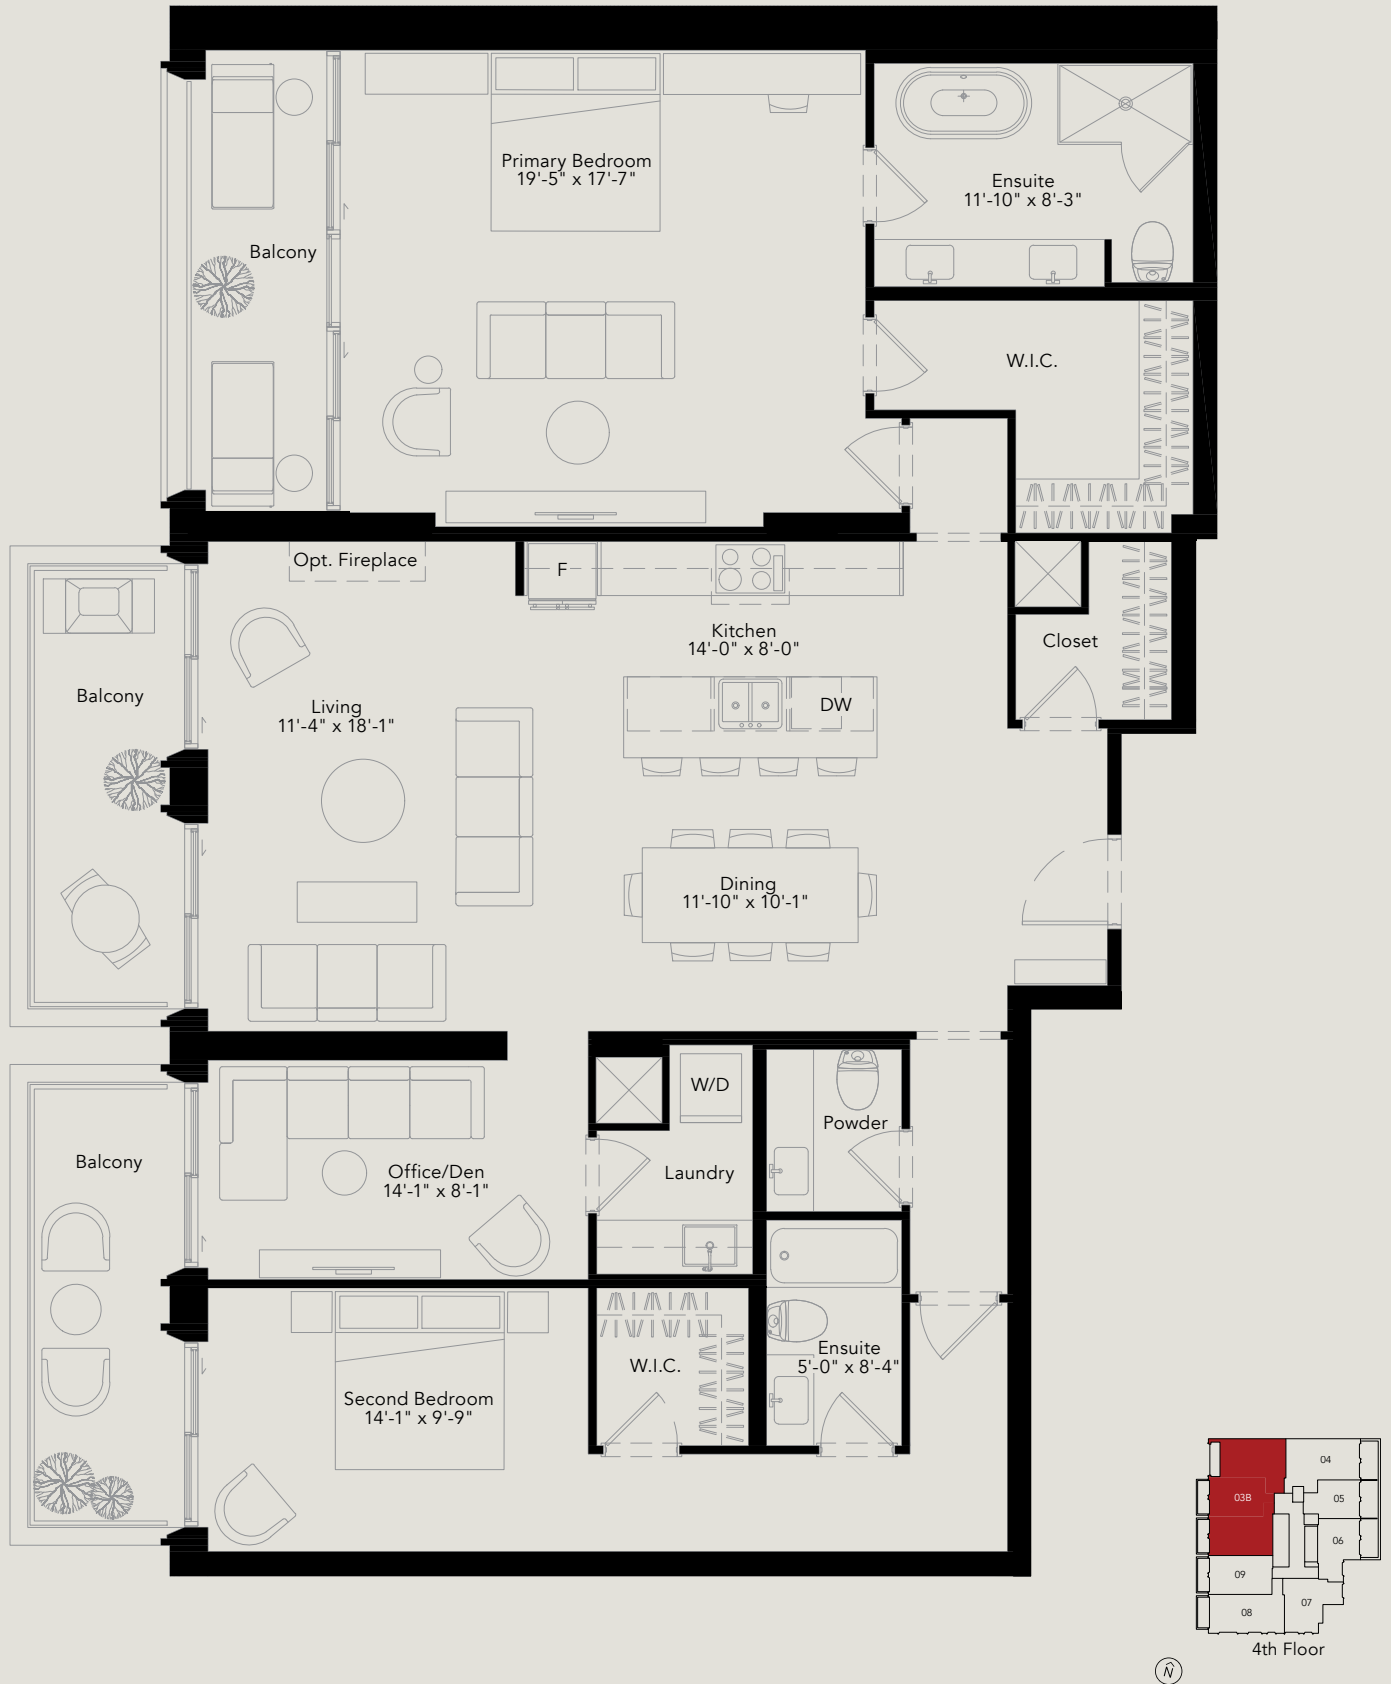 Primary Bedroom
19'-5" x 17'-7"
Ensuite
11'-10" x 8'-3"
Balcony
W.I.C.
Opt. Fireplace
F
Kitchen
14'-0" x 8'-0"
Closet
Balcony
Living
11'-4" x 18'-1"
DW
Dining
11'-10" x 10'-1"
W/D
Powder
Balcony
Office/Den
14'-1" x 8'-1"
Laundry
Ensuite
5'-0" x 8'-4"
W.I.C.
Second Bedroom
14'-1" x 9'-9"
04
03B
05
06
09
07
08
4th Floor
N